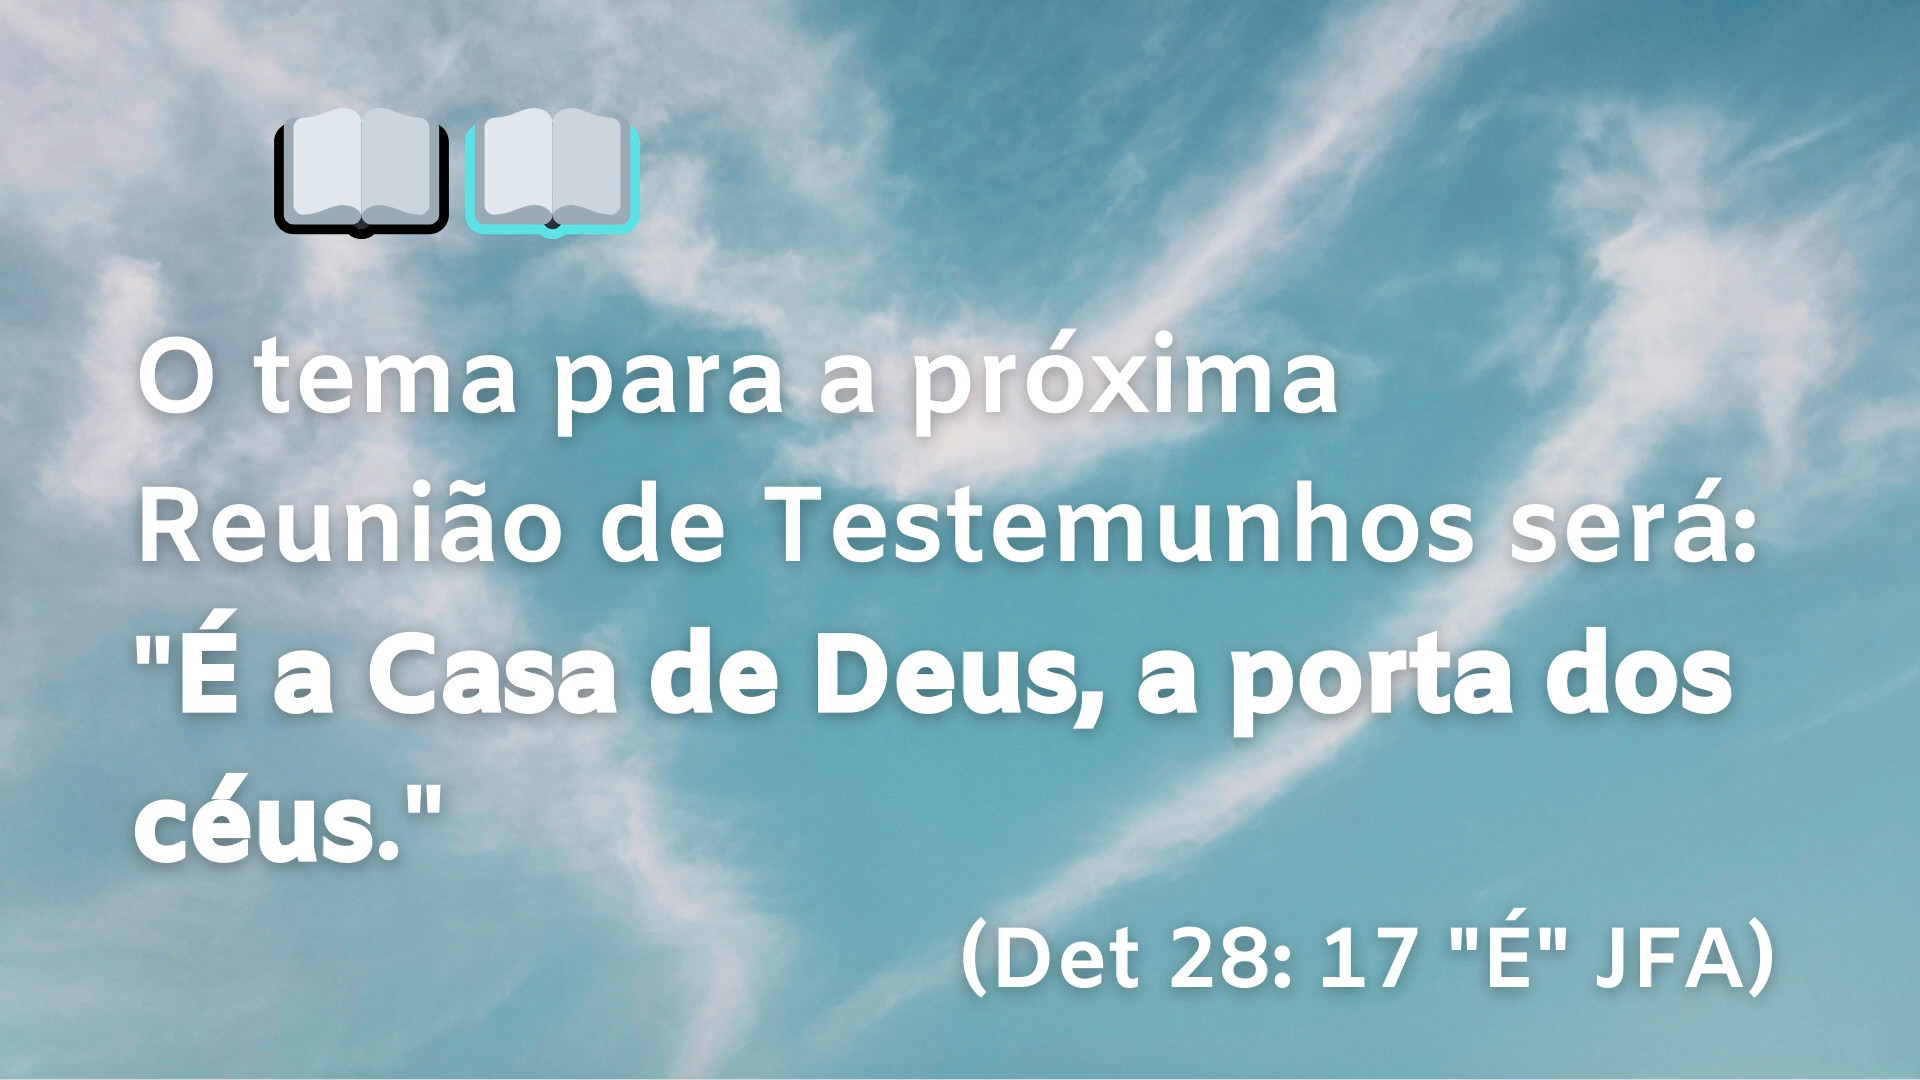 O tema para a próxima
Reunião de Testemunhos será:
"É a Casa de Deus, a porta dos
céus."
(Det 28: 17 "É" JFA)